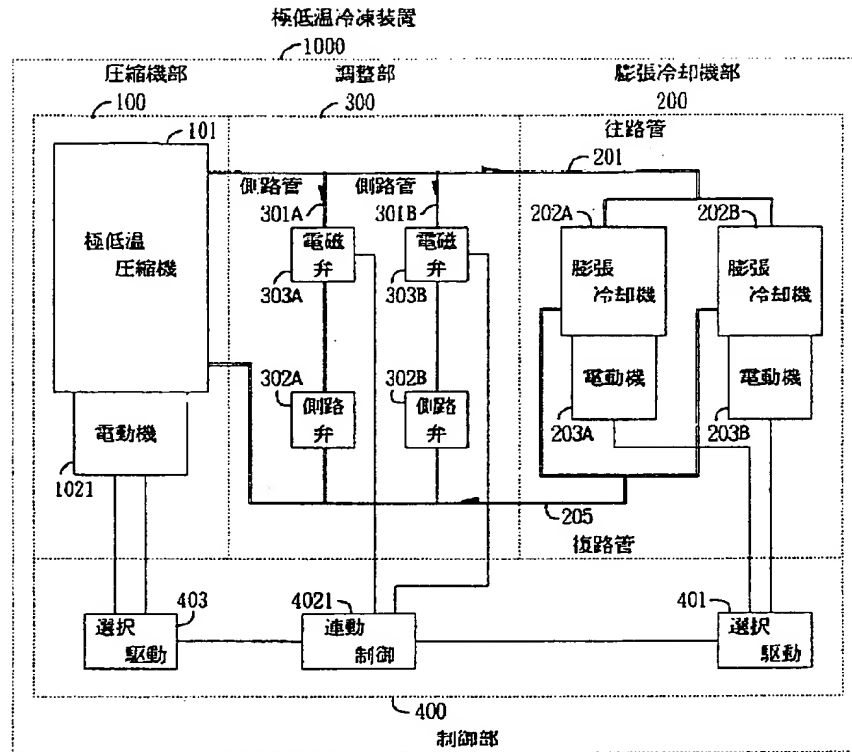 極低温冷凍装置
1000
圧縮機部
調整部
膨張冷却機部
100
300
200
101
往路管
201
側路管
側路管
301A
301B
202A
202B
極低温
圧縮機
電磁
弁
電磁
弁
膨張
冷却機
膨張
冷却機
303A
303B
302A
302B
側路
弁
側路
弁
電動機
電動機
電動機
203A
203B
1021
205
復路管
403
4021
401
選択
駆動
連動
制御
選択
駆動
400
制御部